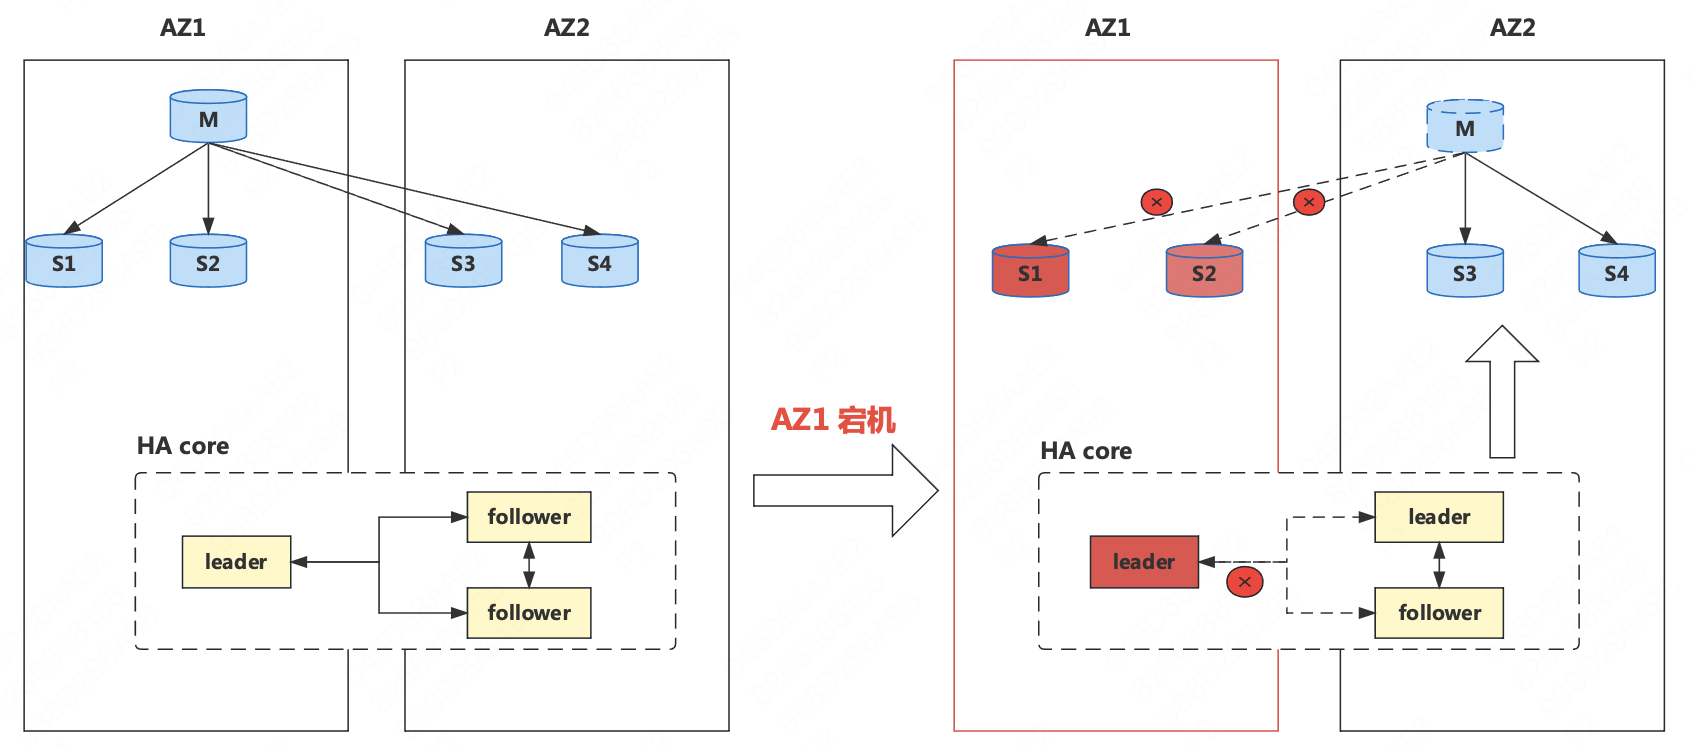 AZ1
AZ2
M
S1
S2
S3
S4
HA core
leader
follower
follower
AZ1 宕机
AZ1
AZ2
M
S1
S2
S3
S4
HA core
leader
leader
follower